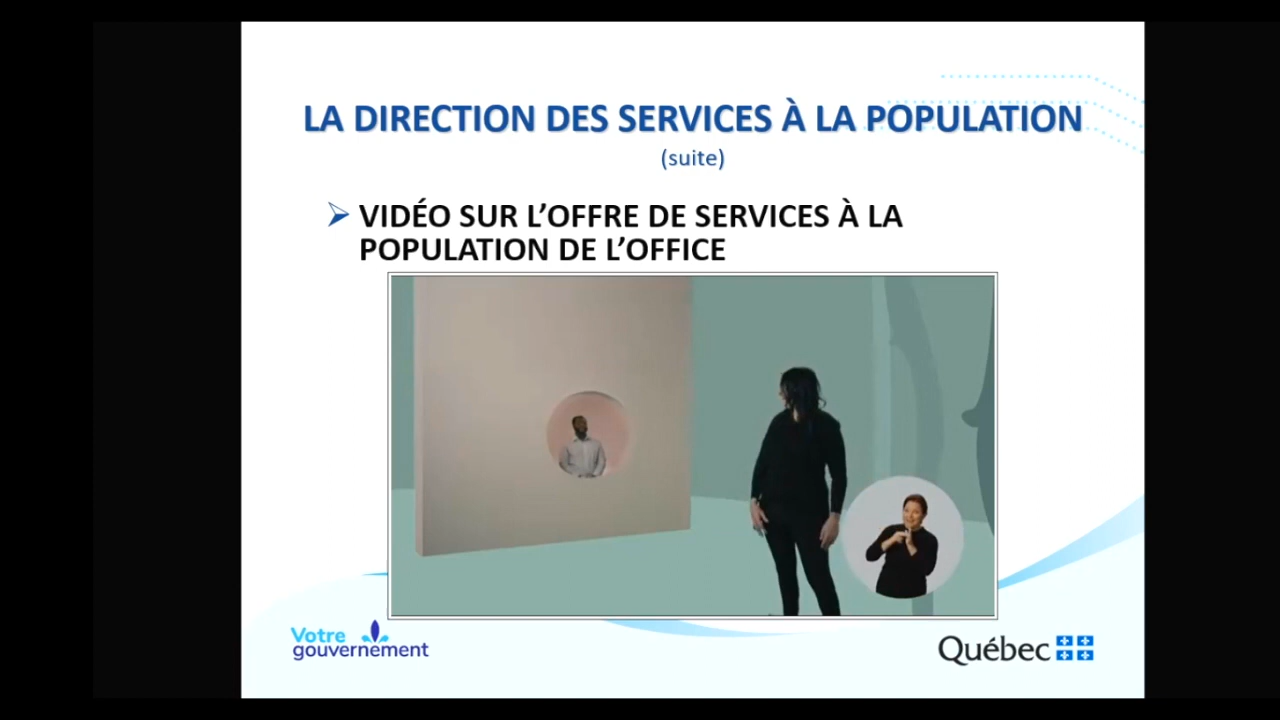 LA DIRECTION DES SERVICES À LA POPULATION
(suite)
VIDÉO SUR L’OFFRE DE SERVICES À LA
POPULATION DE L’OFFICE
Votre
gouvernement
Québec